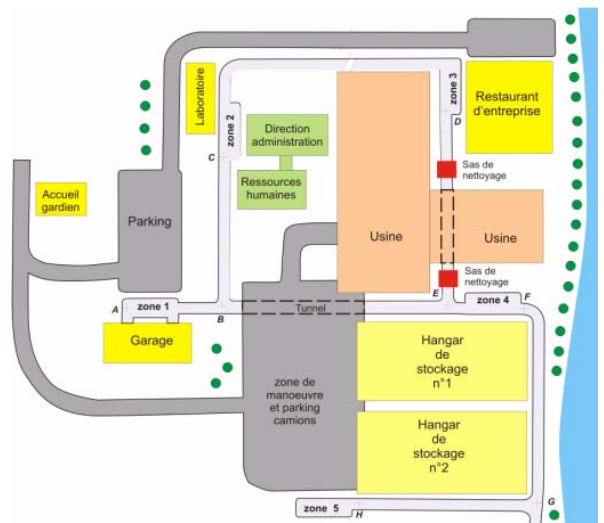 Laboratoire
zone 2
C
Direction
administration
Ressources
humaines
zone 3
D
Restaurant
d'entreprise
Accueil
gardien
Parking
Sas de
nettoyage
Usine
Usine
Sas de
nettoyage
A
zone 1
B
Tunnel
E
zone 4
F
Garage
Hangar
de
stockage
n°1
zone de
manoeuvre
et parking
camions
Hangar
de
stockage
n°2
zone 5
H
G